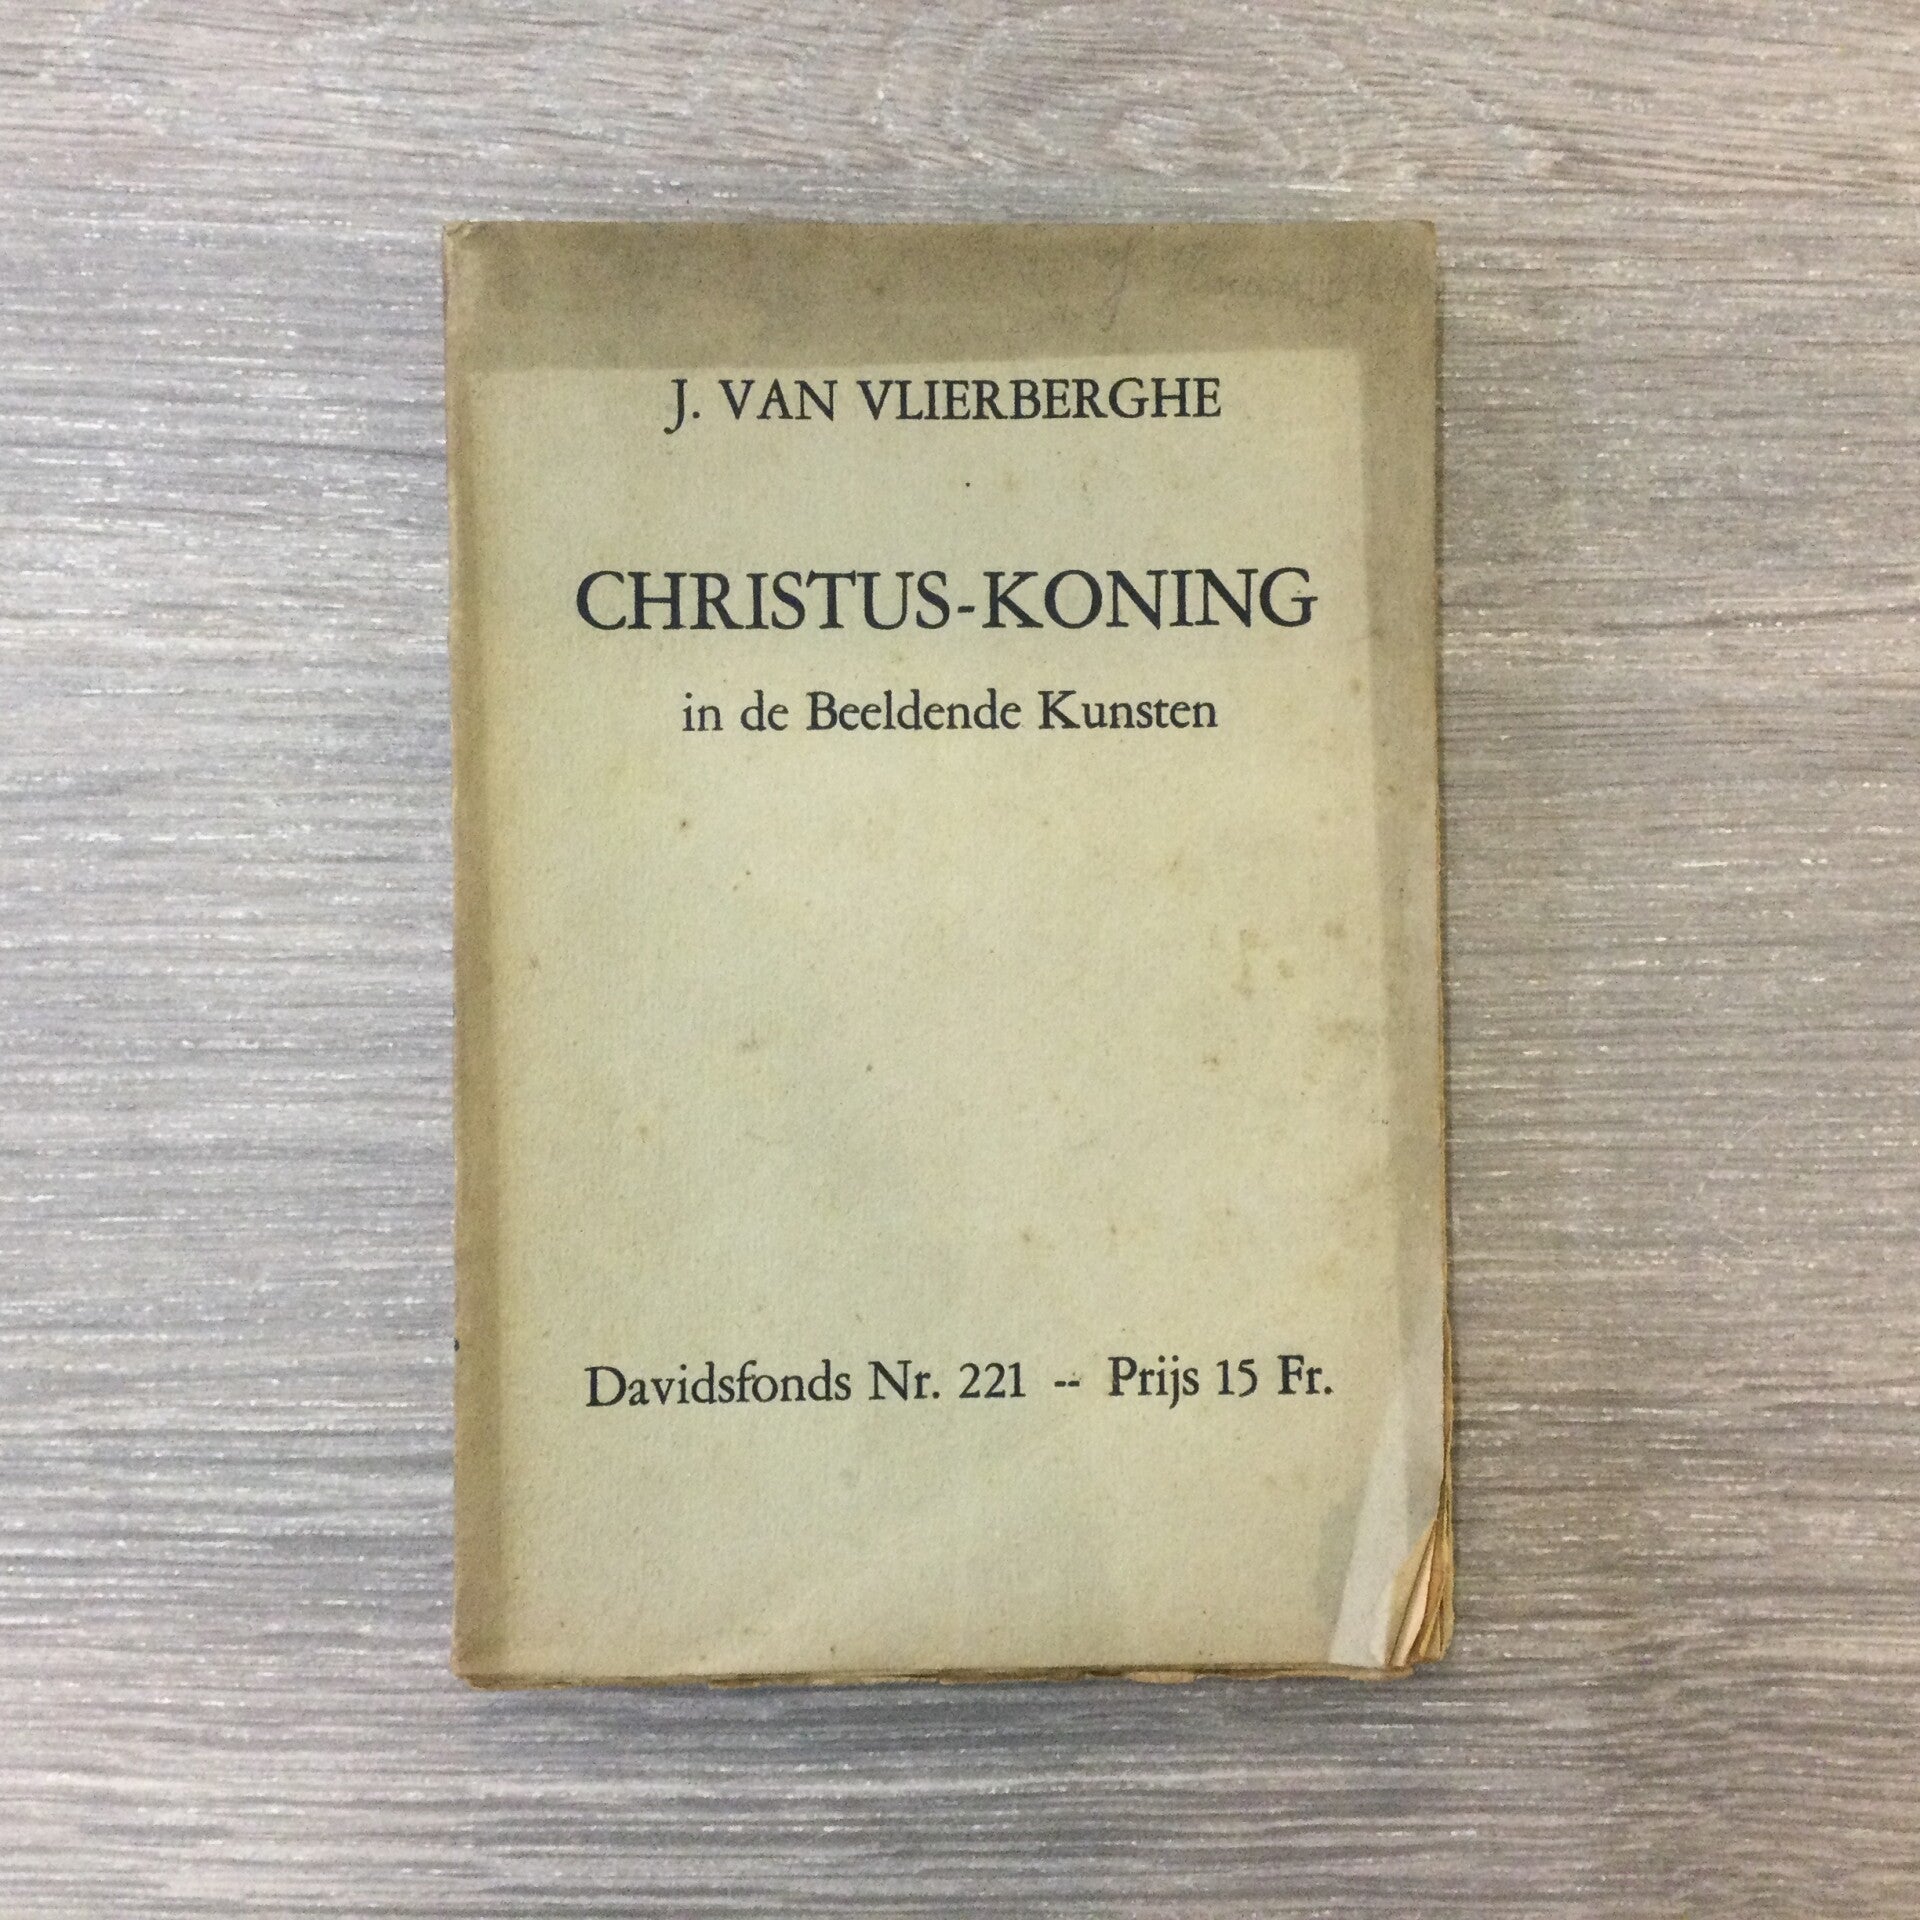 J. VAN VLIERBERGHE
CHRISTUS-KONING
in de Beeldende Kunsten
Davidsfonds Nr. 221 -- Prijs 15 Fr.